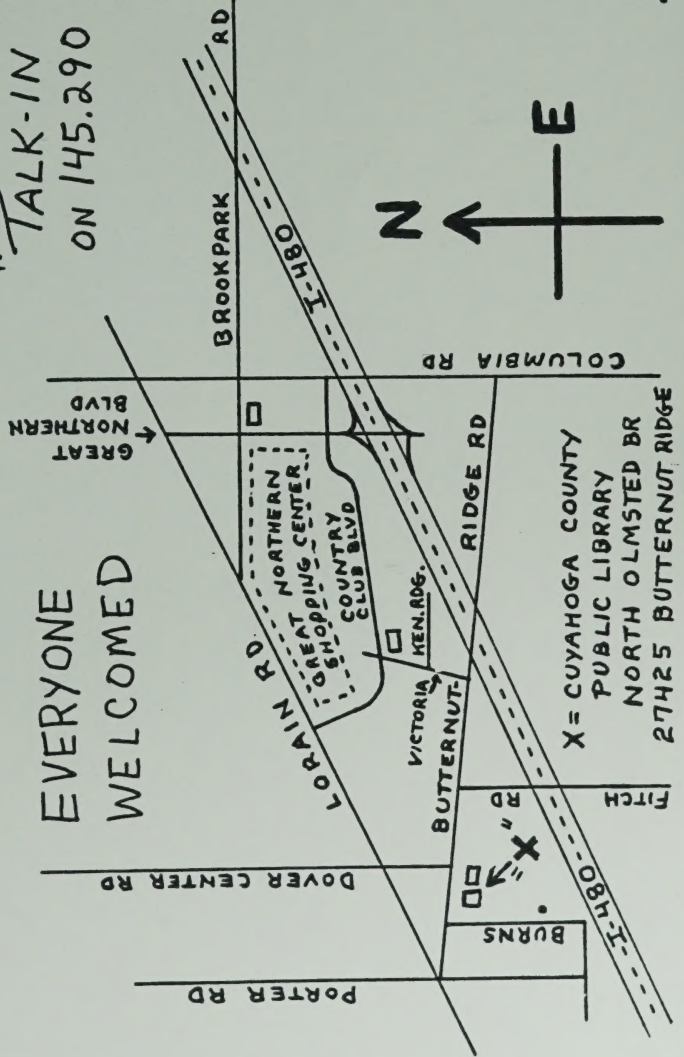 EVERYONE
WELCOMED
TALK-IN
ON 145.290
RD
BROOKPARK
GREAT
NORTHERN
BLVD
LORAIN RD
GREAT NORTHERN
SHOPPING CENTER
COUNTRY
CLUB BLVD
I-480
COLUMBIA RD
N
E
DOVER CENTER RD
VICTORIA
KEN. RDG.
BUTTERNUT-
RIDGE RD
PORTER RD
BURNS
"X"
FITCH
RD
I-480
X = CUYAHOGA COUNTY
PUBLIC LIBRARY
NORTH OLMSTED BR
27425 BUTTERNUT RIDGE